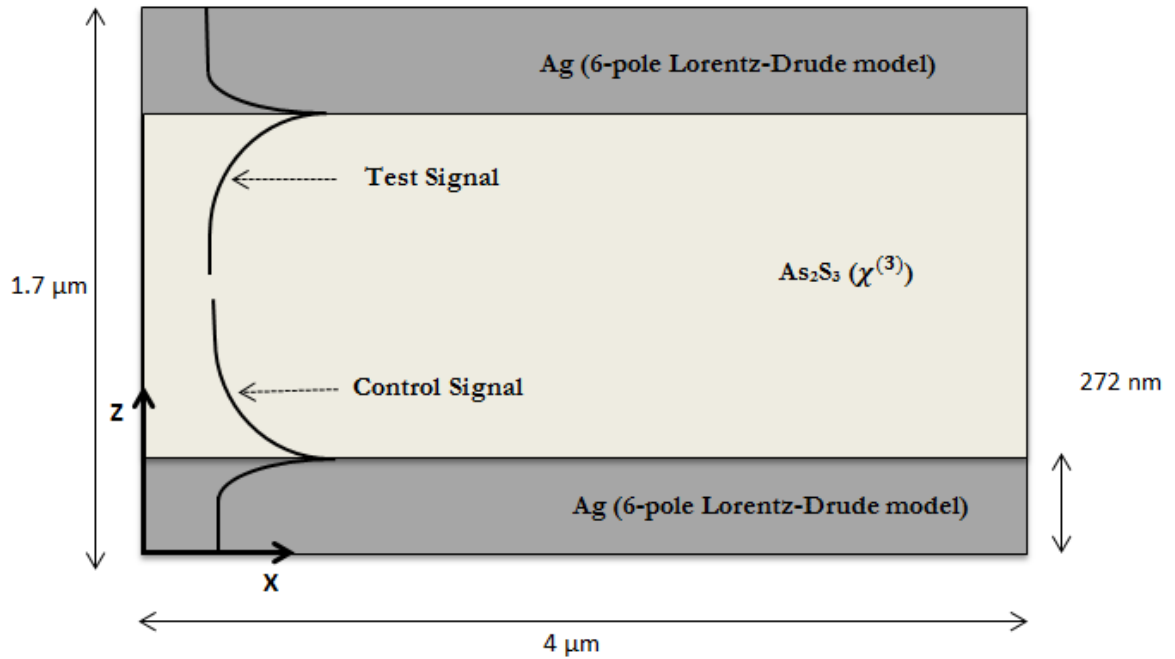 Ag (6-pole Lorentz-Drude model)
Test Signal
As₂S₃ (χ⁽³⁾)
1.7 μm
Control Signal
272 nm
Z
Ag (6-pole Lorentz-Drude model)
X
4 μm